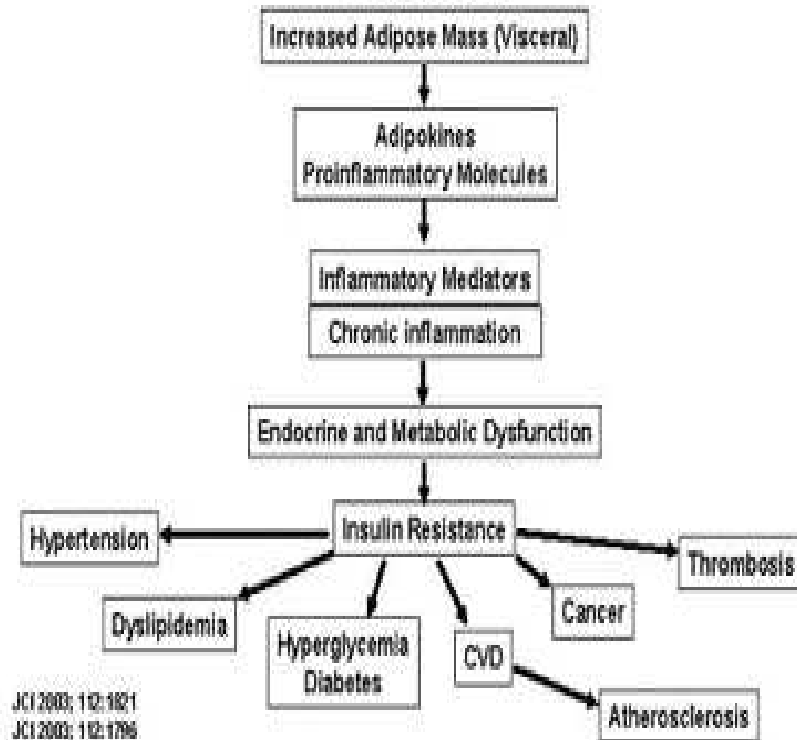 Increased Adipose Mass (Visceral)
Adipokines
Proinflammatory Molecules
Inflammatory Mediators
Chronic inflammation
Endocrine and Metabolic Dysfunction
Insulin Resistance
Hypertension
Thrombosis
Dyslipidemia
Hyperglycemia
Diabetes
CVD
Cancer
Atherosclerosis
JCI 2003; 112:1821
JCI 2003; 112:1796